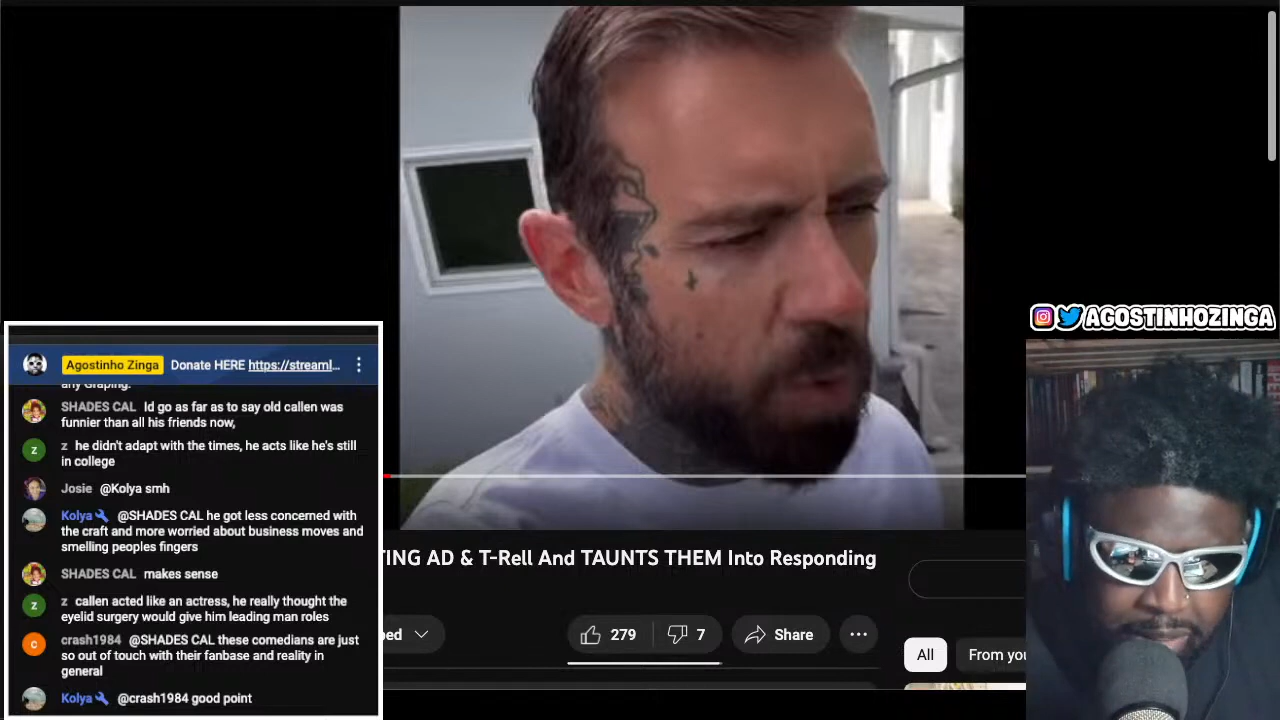 AGOSTINHOZINGA
Agostinho Zinga Donate HERE https://streaml...
any Graping.
SHADES CAL Id go as far as to say old callen was
funnier than all his friends now,
z z he didn't adapt with the times, he acts like he's still
in college
Josie @Kolya smh
Kolya @SHADES CAL he got less concerned with
the craft and more worried about business moves and
smelling peoples fingers
SHADES CAL makes sense
z z callen acted like an actress, he really thought the
eyelid surgery would give him leading man roles
c crash1984 @SHADES CAL these comedians are just
so out of touch with their fanbase and reality in
general
Kolya @crash1984 good point
TING AD & T-Rell And TAUNTS THEM Into Responding
279 7 Share
All From you